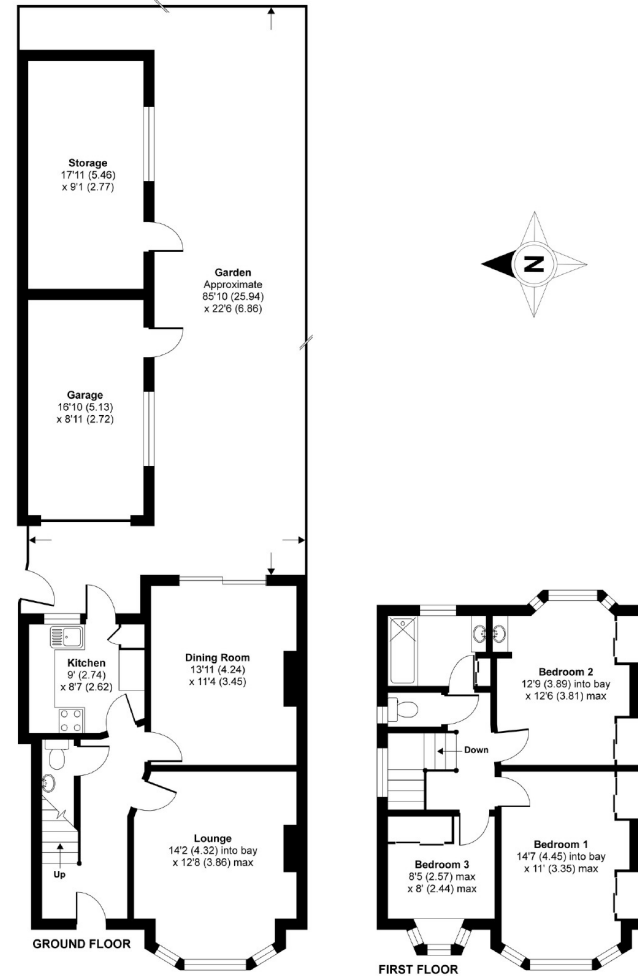 Storage
17'11 (5.46)
x 9'1 (2.77)
Garden
Approximate
85'10 (25.94)
x 22'6 (6.86)
N
Garage
16'10 (5.13)
x 8'11 (2.72)
Kitchen
9' (2.74)
x 8'7 (2.62)
Dining Room
13'11 (4.24)
x 11'4 (3.45)
Lounge
14'2 (4.32) into bay
x 12'8 (3.86) max
Up
GROUND FLOOR
Bedroom 2
12'9 (3.89) into bay
x 12'6 (3.81) max
Down
Bedroom 1
14'7 (4.45) into bay
x 11' (3.35) max
Bedroom 3
8'5 (2.57) max
x 8' (2.44) max
FIRST FLOOR